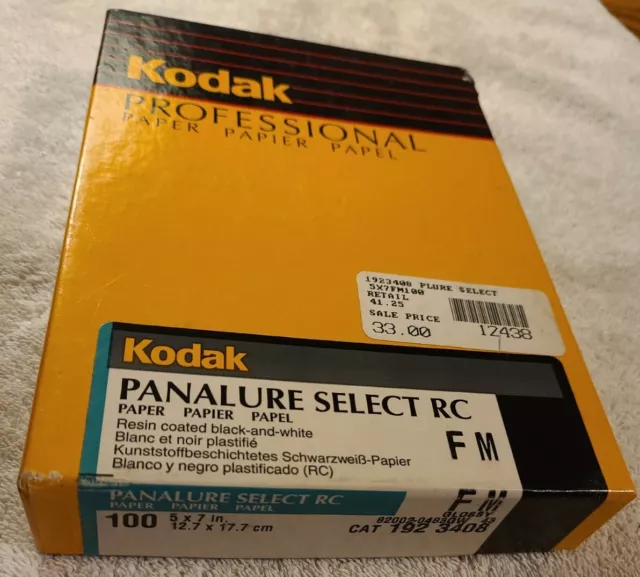 Kodak
PROFESSIONAL
PAPER PAPIER PAPEL
1923408 PLURE SELECT
5X7FM100
RETAIL
41.25
SALE PRICE
33.00
12438
Kodak
PANALURE SELECT RC
PAPER PAPIER PAPEL
Resin coated black-and-white
Blanc et noir plastifié
Kunststoffbeschichtetes Schwarzweiß-Papier
Blanco y negro plastificado (RC)
F M
PANALURE SELECT RC
PAPER PAPIER PAPEL
F M
GLOSSY
100 5 x 7 in.
12.7 x 17.7 cm
CAT 192 3408